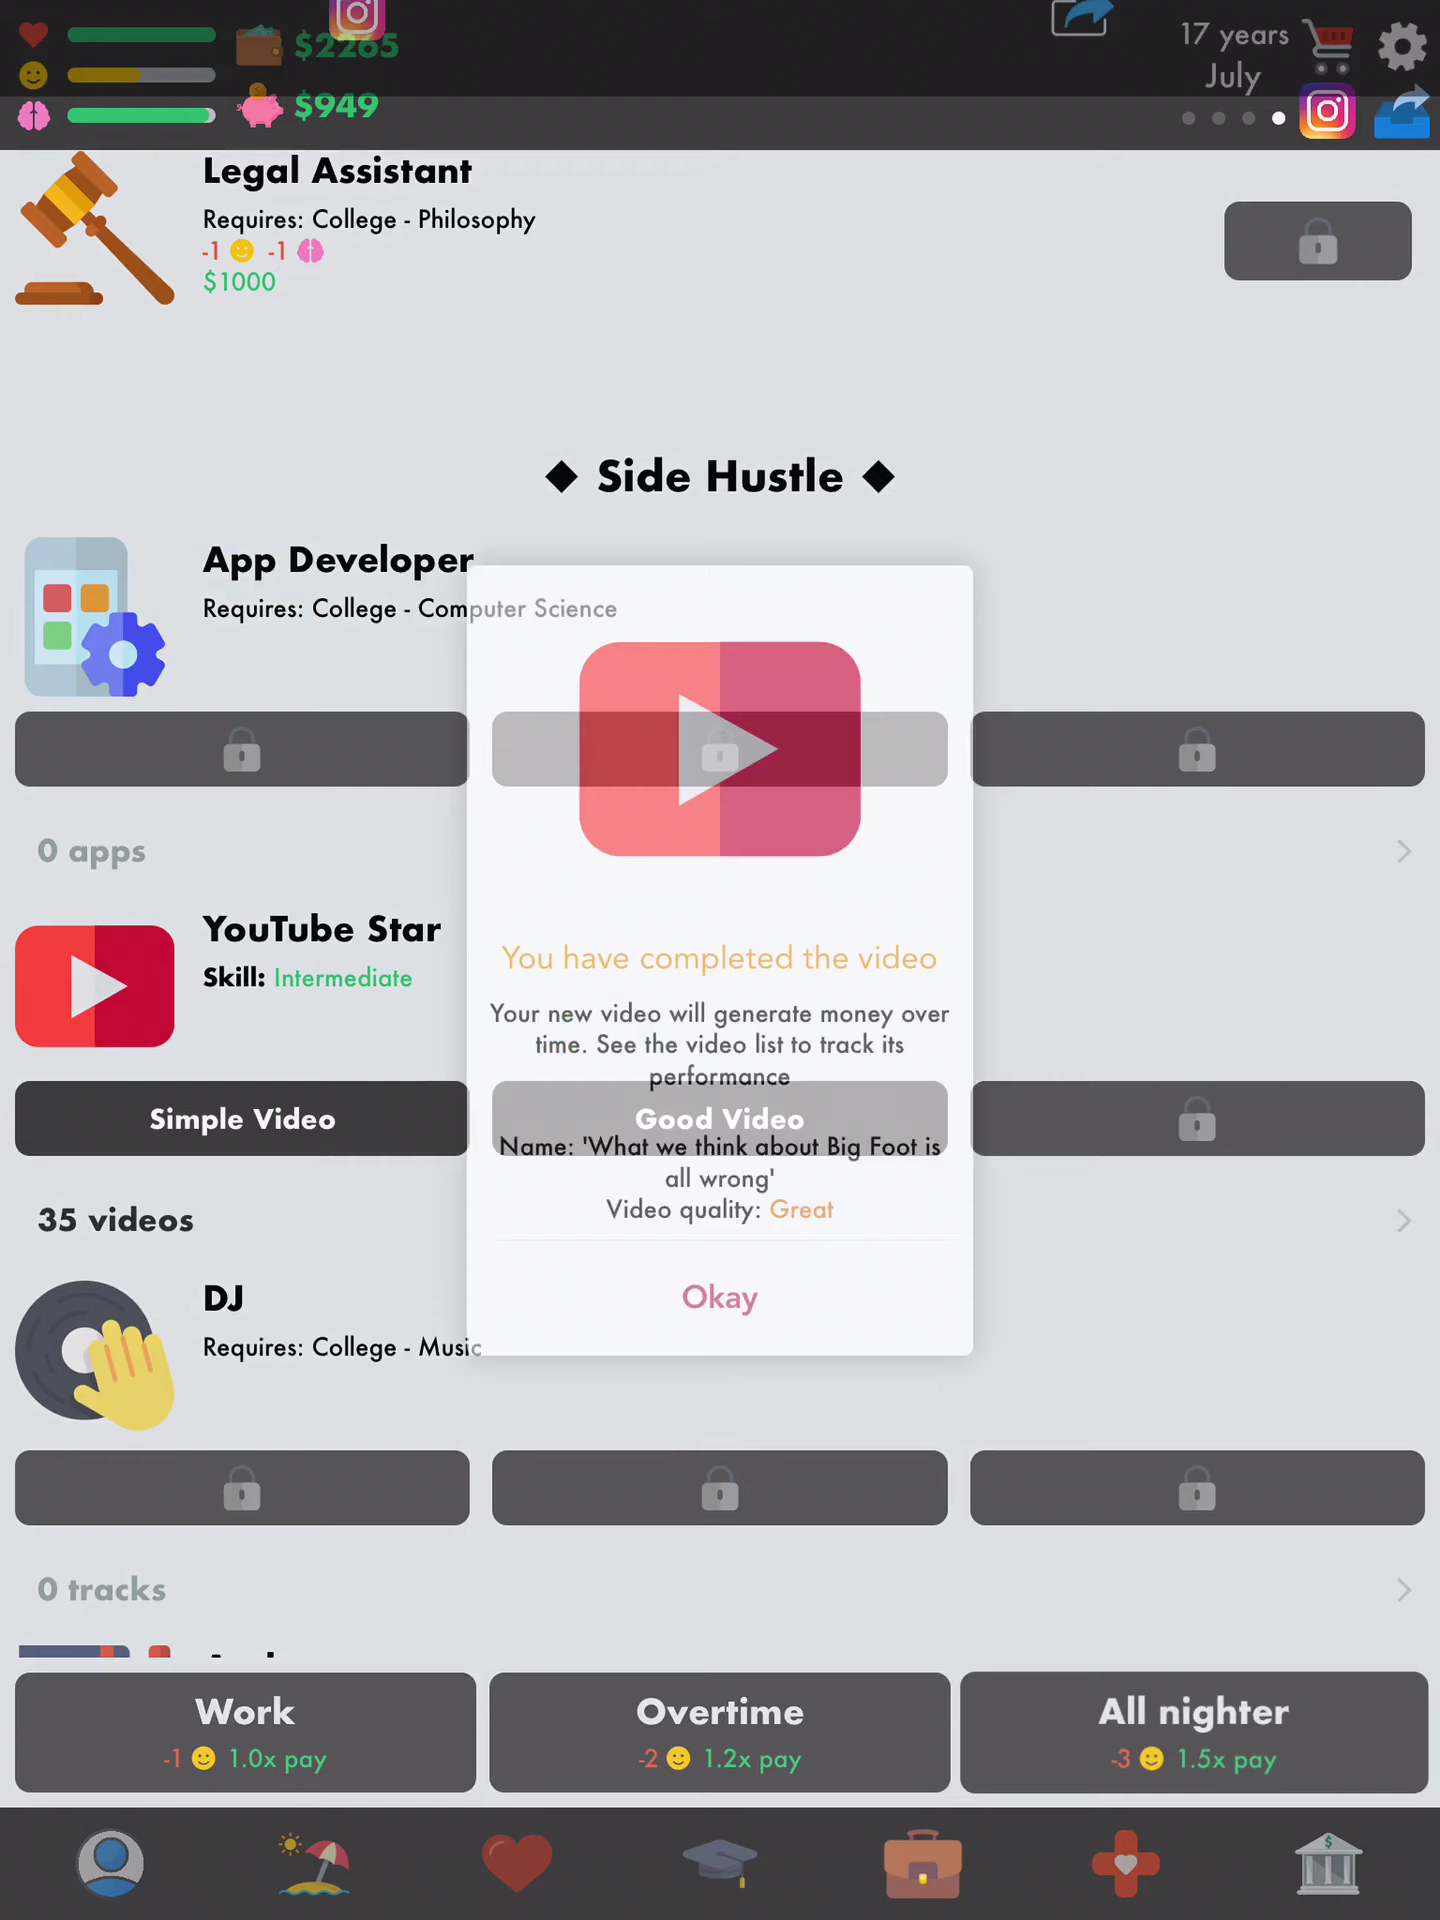 $2265
17 years
July
$949
Legal Assistant
Requires: College - Philosophy
-1 -1
$1000
◆ Side Hustle ◆
App Developer
Requires: College - Computer Science
0 apps
YouTube Star
Skill: Intermediate
You have completed the video
Your new video will generate money over
time. See the video list to track its
performance
Simple Video
Good Video
Name: 'What we think about Big Foot is
all wrong'
Video quality: Great
35 videos
Okay
DJ
Requires: College - Music
0 tracks
Work
-1 1.0x pay
Overtime
-2 1.2x pay
All nighter
-3 1.5x pay